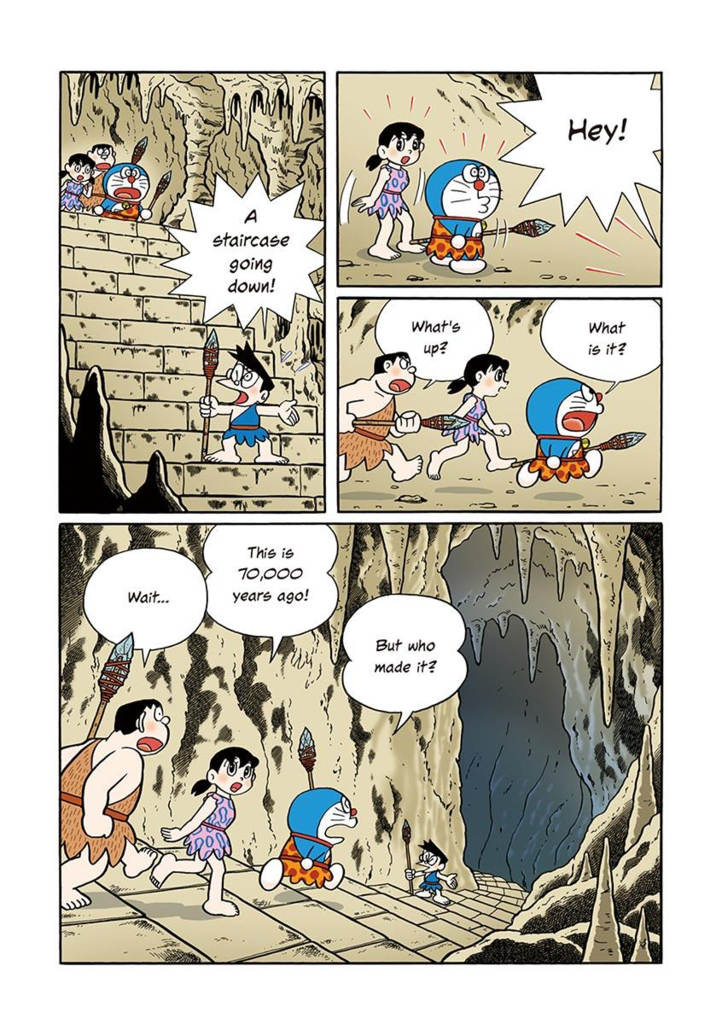 Hey!
What
is it?
What's
up?
A
staircase
going
down!
But who
made it?
This is
70,000
years ago!
Wait...